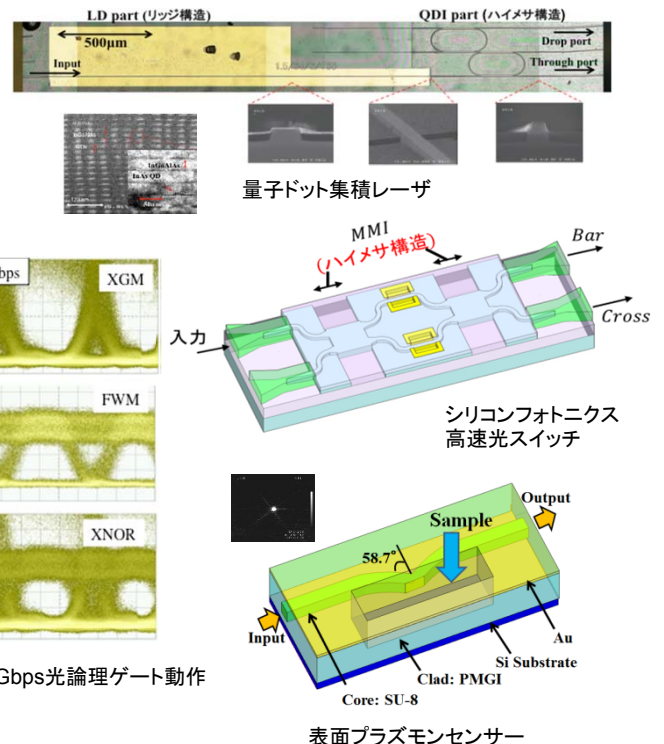 LD part (リッジ構造)
QDI part (ハイメサ構造)
500μm
Input
Drop port
Through port
InGaAlAs
InAs QD
量子ドット集積レーザ
bps
XGM
FWM
XNOR
Gbps光論理ゲート動作
MMI
(ハイメサ構造)
Bar
Cross
入力
シリコンフォトニクス
高速光スイッチ
Output
Sample
58.7°
Input
Au
Si Substrate
Clad: PMGI
Core: SU-8
表面プラズモンセンサー